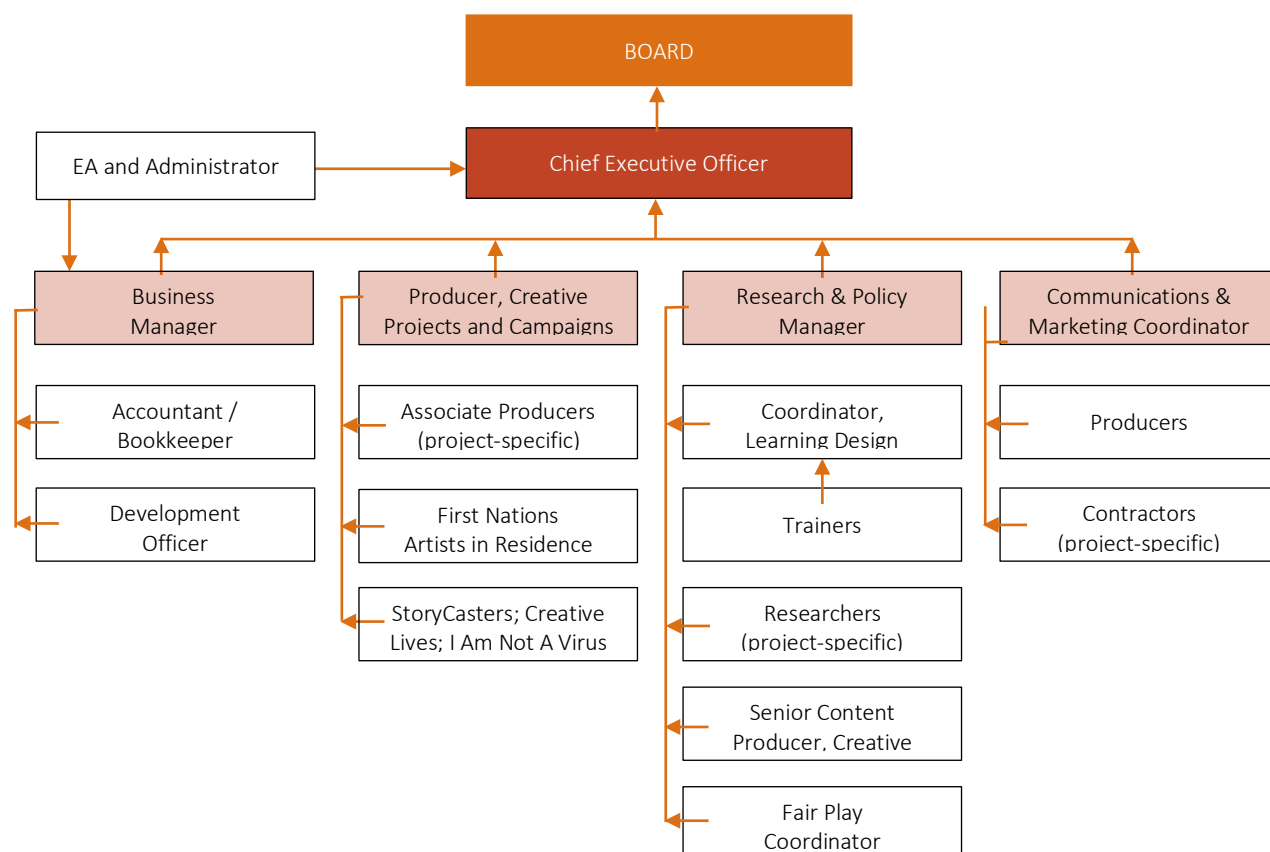 BOARD
EA and Administrator
Chief Executive Officer
Business
Manager
Producer, Creative
Projects and Campaigns
Research & Policy
Manager
Communications &
Marketing Coordinator
Accountant /
Bookkeeper
Associate Producers
(project-specific)
Coordinator,
Learning Design
Producers
Development
Officer
First Nations
Artists in Residence
Trainers
Contractors
(project-specific)
StoryCasters; Creative
Lives; I Am Not A Virus
Researchers
(project-specific)
Senior Content
Producer, Creative
Fair Play
Coordinator